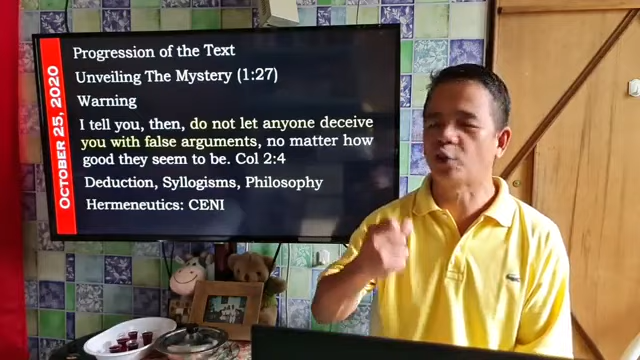 OCTOBER 25, 2020
Progression of the Text
Unveiling The Mystery (1:27)
Warning
I tell you, then, do not let anyone deceive
you with false arguments, no matter how
good they seem to be. Col 2:4
Deduction, Syllogisms, Philosophy
Hermeneutics: CENI